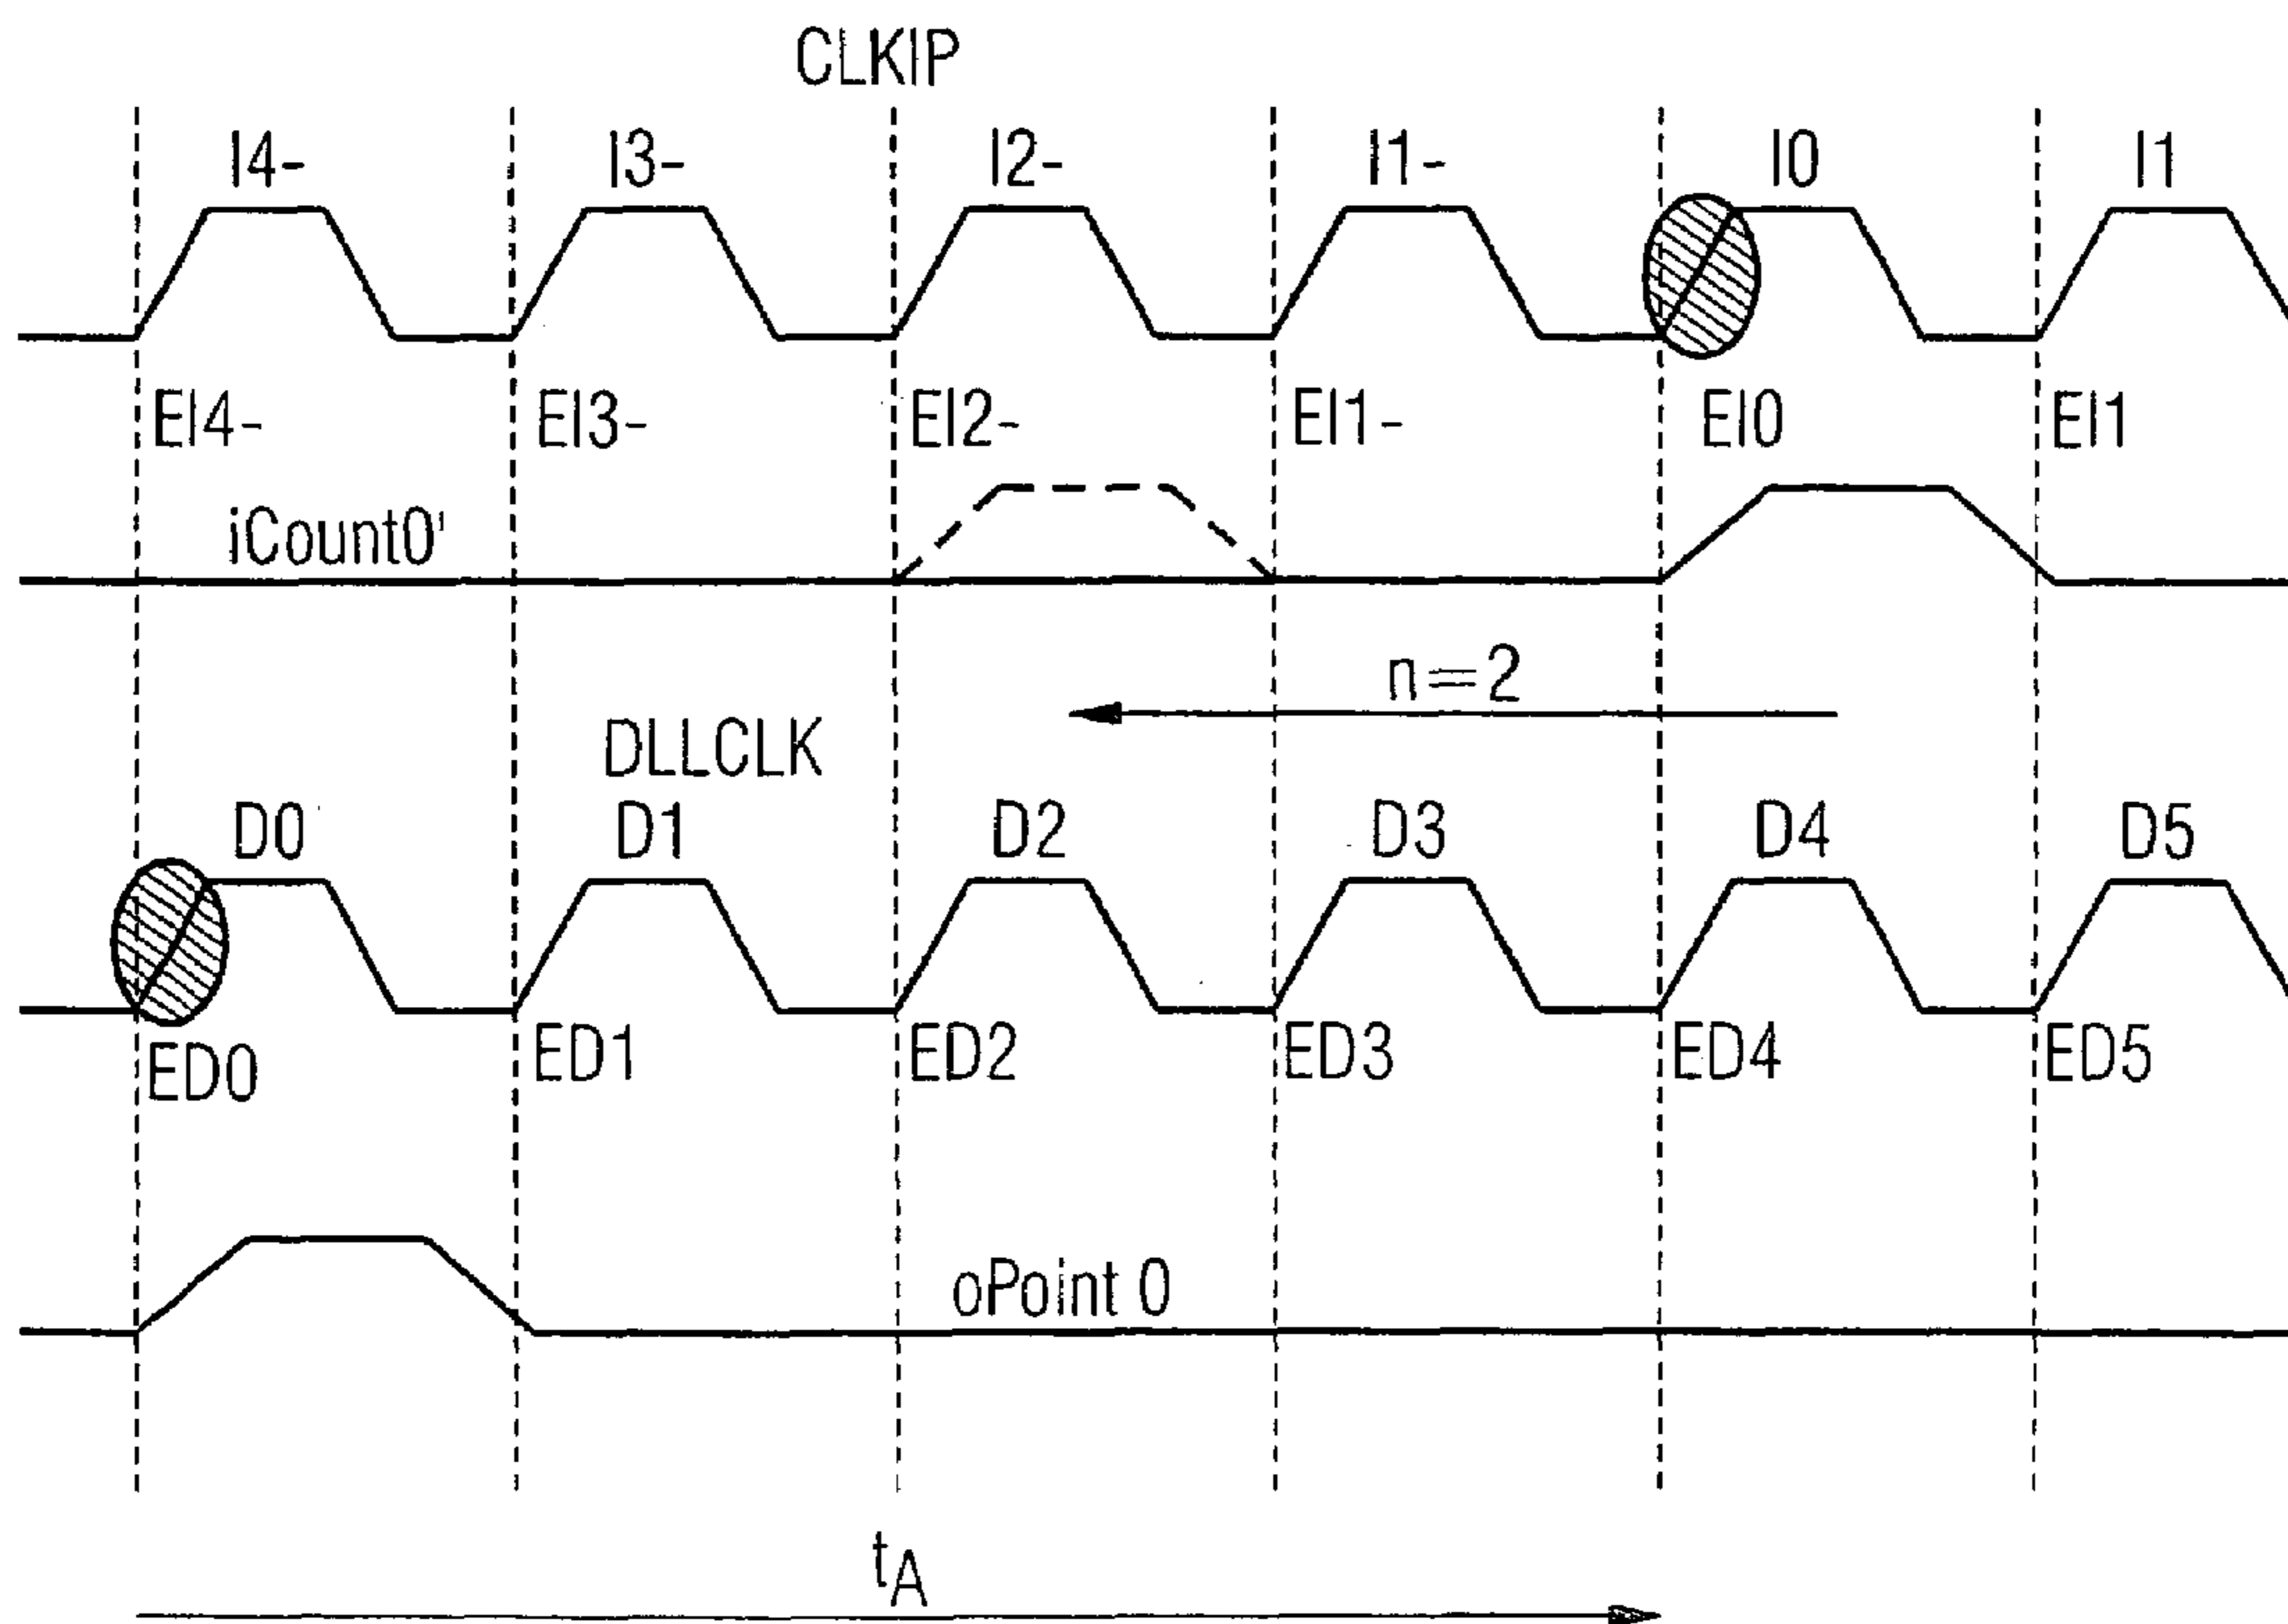 CLKIP
I4- I3- I2- I1- I0 I1
EI4- EI3- EI2- EI1- EI0 EI1
iCount0'
n=2
DLLCLK
D0 D1 D2 D3 D4 D5
ED0 ED1 ED2 ED3 ED4 ED5
oPoint 0
tA